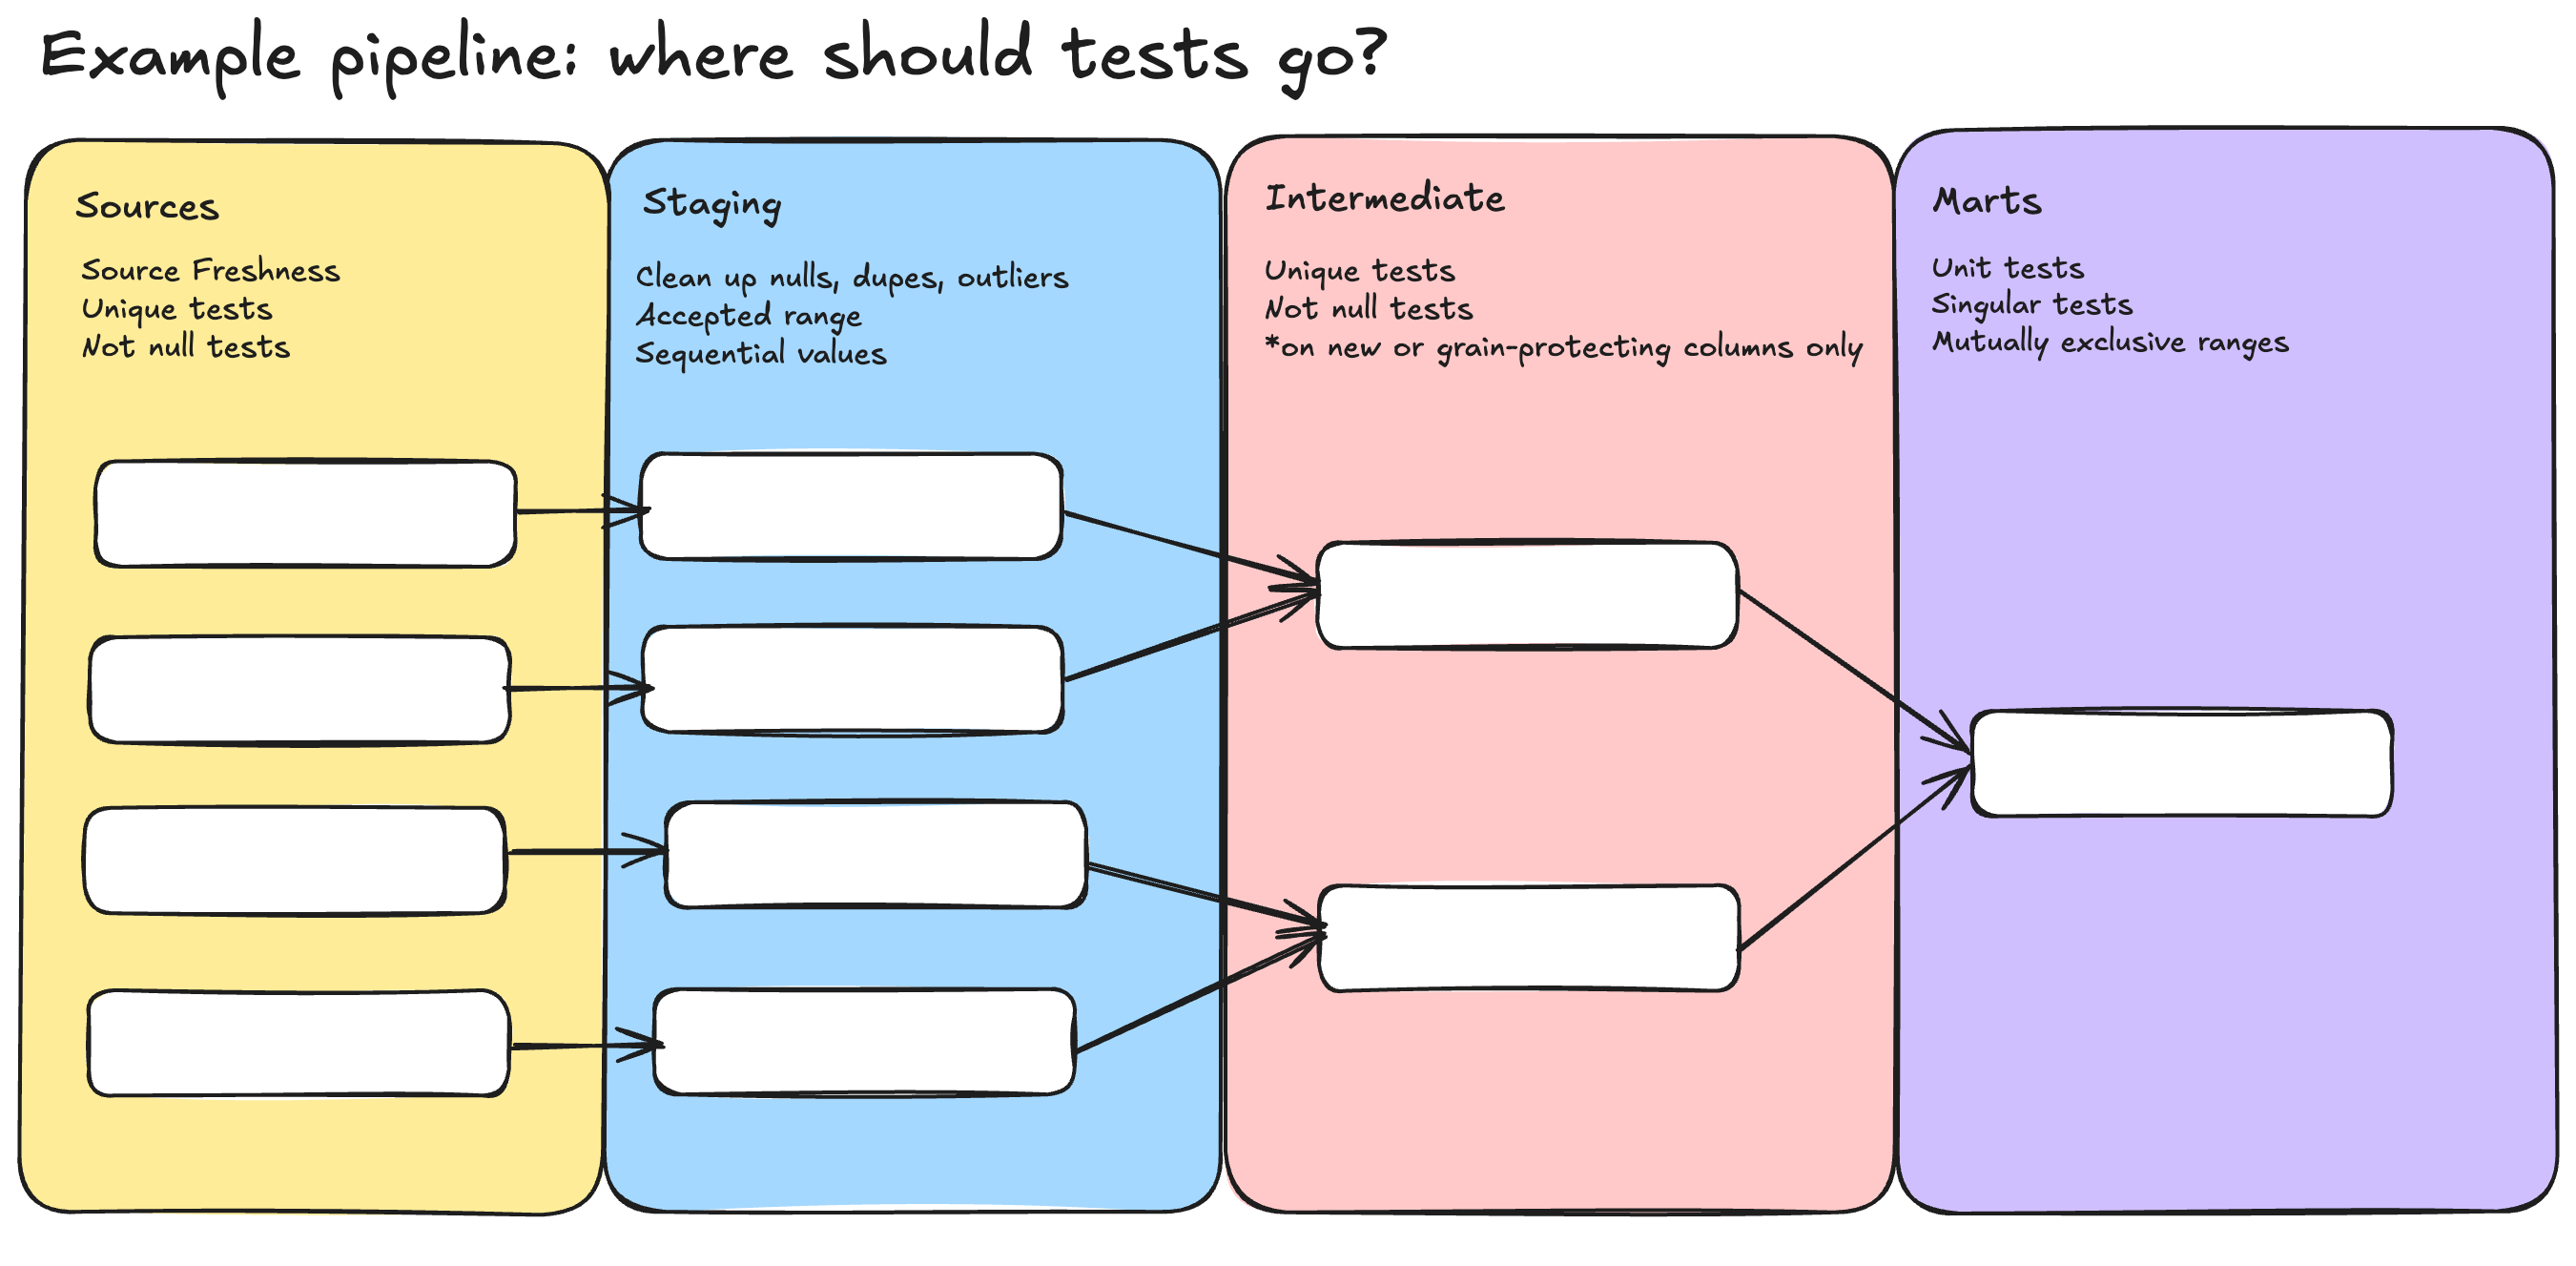 Example pipeline: where should tests go?
Sources
Source Freshness
Unique tests
Not null tests
Staging
Clean up nulls, dupes, outliers
Accepted range
Sequential values
Intermediate
Unique tests
Not null tests
*on new or grain-protecting columns only
Marts
Unit tests
Singular tests
Mutually exclusive ranges